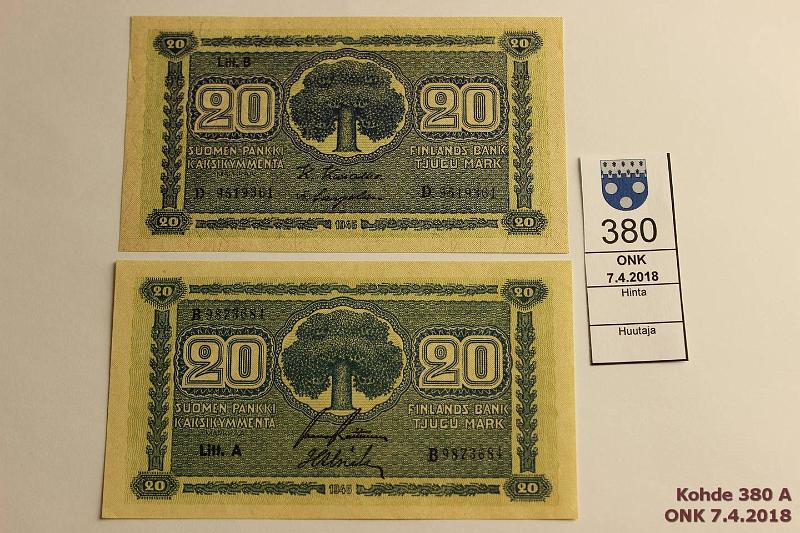 20 20
Litt. B
20 20
SUOMEN PANKKI FINLANDS BANK
KAKSIKYMMENTÄ TJUGU MARK
D 9619361 D 9619361
20 1945 20
20 20
B 9823684
20 20
SUOMEN PANKKI FINLANDS BANK
KAKSIKYMMENTÄ TJUGU MARK
Litt. A
B 9823684
20 1945 20
380
ONK
7.4.2018
Hinta
Huutaja
Kohde 380 A
ONK 7.4.2018